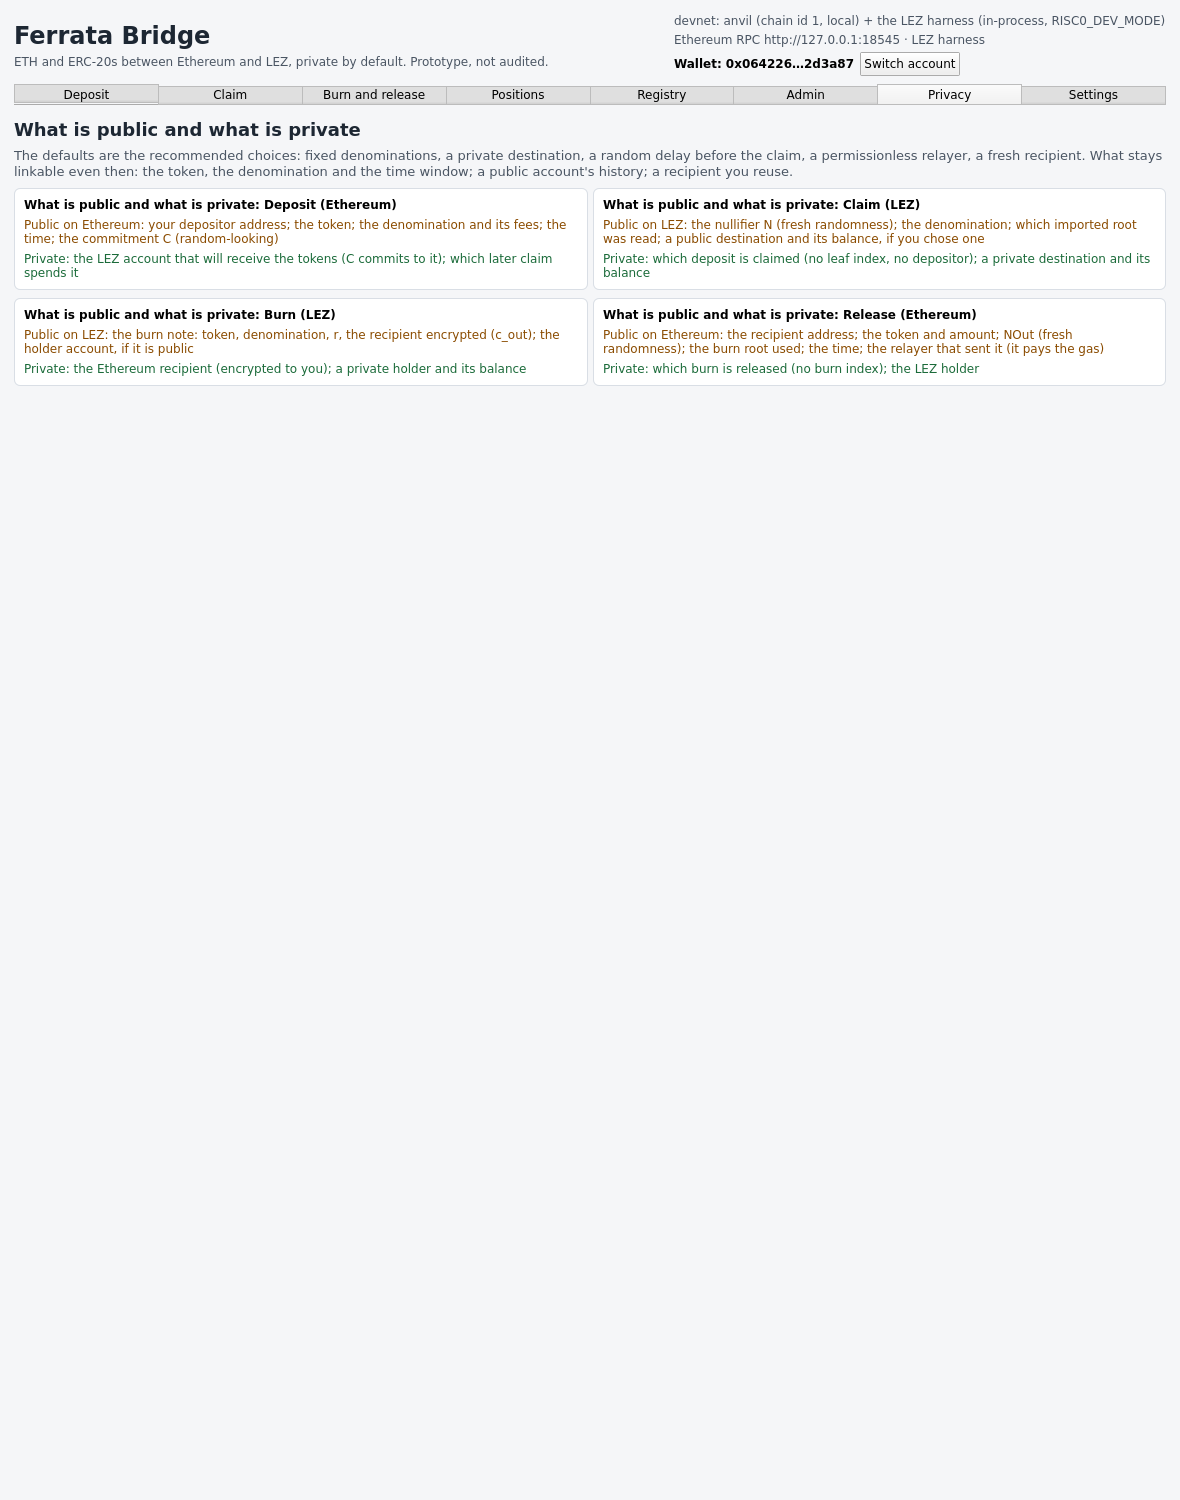 Ferrata Bridge
ETH and ERC-20s between Ethereum and LEZ, private by default. Prototype, not audited.
devnet: anvil (chain id 1, local) + the LEZ harness (in-process, RISC0_DEV_MODE)
Ethereum RPC http://127.0.0.1:18545 · LEZ harness
Wallet: 0x064226...2d3a87 Switch account
Deposit Claim Burn and release Positions Registry Admin Privacy Settings
What is public and what is private
The defaults are the recommended choices: fixed denominations, a private destination, a random delay before the claim, a permissionless relayer, a fresh recipient. What stays
linkable even then: the token, the denomination and the time window; a public account's history; a recipient you reuse.
What is public and what is private: Deposit (Ethereum)
Public on Ethereum: your depositor address; the token; the denomination and its fees; the
time; the commitment C (random-looking)
Private: the LEZ account that will receive the tokens (C commits to it); which later claim
spends it
What is public and what is private: Claim (LEZ)
Public on LEZ: the nullifier N (fresh randomness); the denomination; which imported root
was read; a public destination and its balance, if you chose one
Private: which deposit is claimed (no leaf index, no depositor); a private destination and its
balance
What is public and what is private: Burn (LEZ)
Public on LEZ: the burn note: token, denomination, r, the recipient encrypted (c_out); the
holder account, if it is public
Private: the Ethereum recipient (encrypted to you); a private holder and its balance
What is public and what is private: Release (Ethereum)
Public on Ethereum: the recipient address; the token and amount; NOut (fresh
randomness); the burn root used; the time; the relayer that sent it (it pays the gas)
Private: which burn is released (no burn index); the LEZ holder